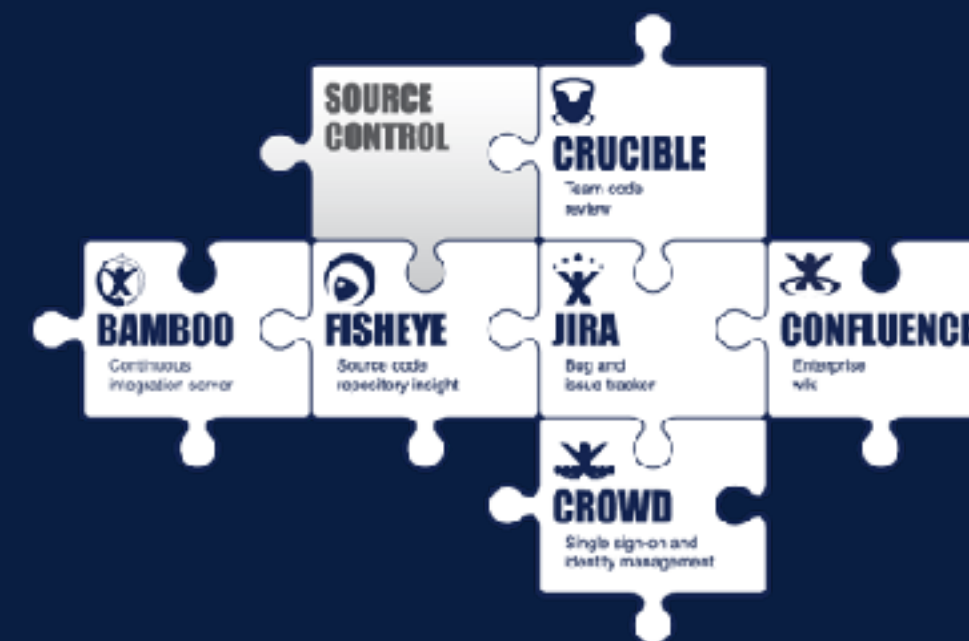 SOURCE
CONTROL
CRUCIBLE
Team code
review
BAMBOO
Continuous
integration server
FISHEYE
Source code
repository insight
JIRA
Bug and
issue tracker
CONFLUENCE
Enterprise
wiki
CROWD
Single sign-on and
identity management